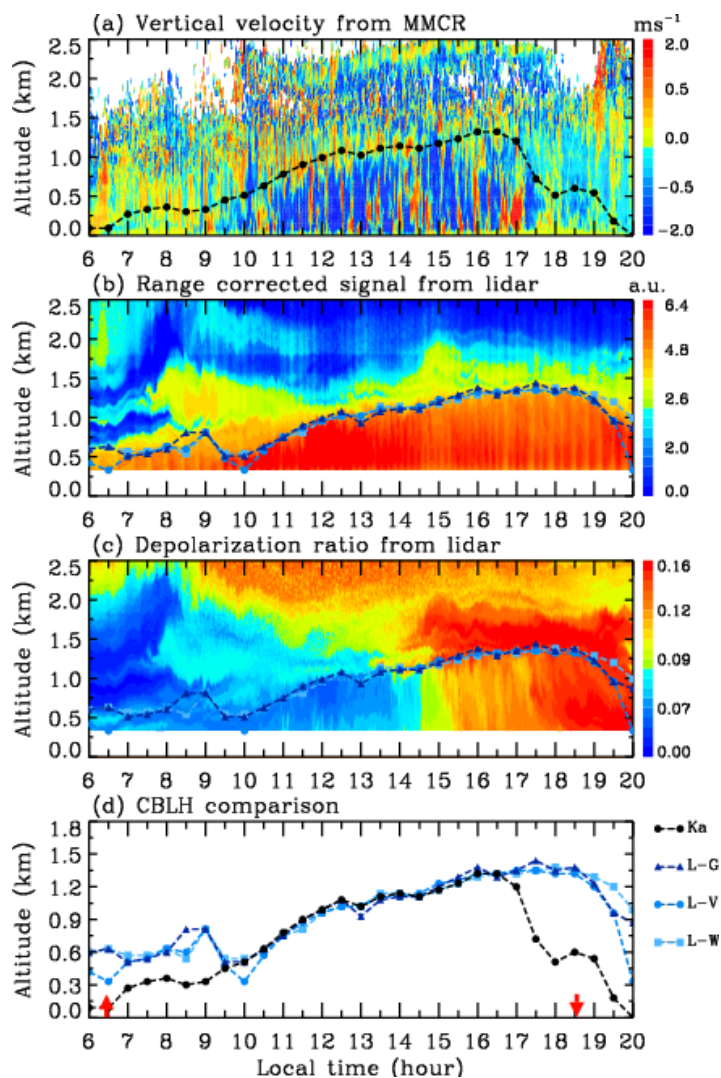 (a) Vertical velocity from MMCR
ms⁻¹
Altitude (km)
2.5
2.0
1.5
1.0
0.5
0.0
2.0
0.5
0.0
−0.5
−2.0
6 7 8 9 10 11 12 13 14 15 16 17 18 19 20
(b) Range corrected signal from lidar
a.u.
Altitude (km)
2.5
2.0
1.5
1.0
0.5
0.0
6.4
4.8
2.0
0.0
6 7 8 9 10 11 12 13 14 15 16 17 18 19 20
(c) Depolarization ratio from lidar
Altitude (km)
2.5
2.0
1.5
1.0
0.5
0.0
0.16
0.12
0.09
0.07
0.00
6 7 8 9 10 11 12 13 14 15 16 17 18 19 20
(d) CBLH comparison
Altitude (km)
1.8
1.5
1.2
0.9
0.6
0.3
0.0
Ka
L−G
L−V
L−W
6 7 8 9 10 11 12 13 14 15 16 17 18 19 20
Local time (hour)